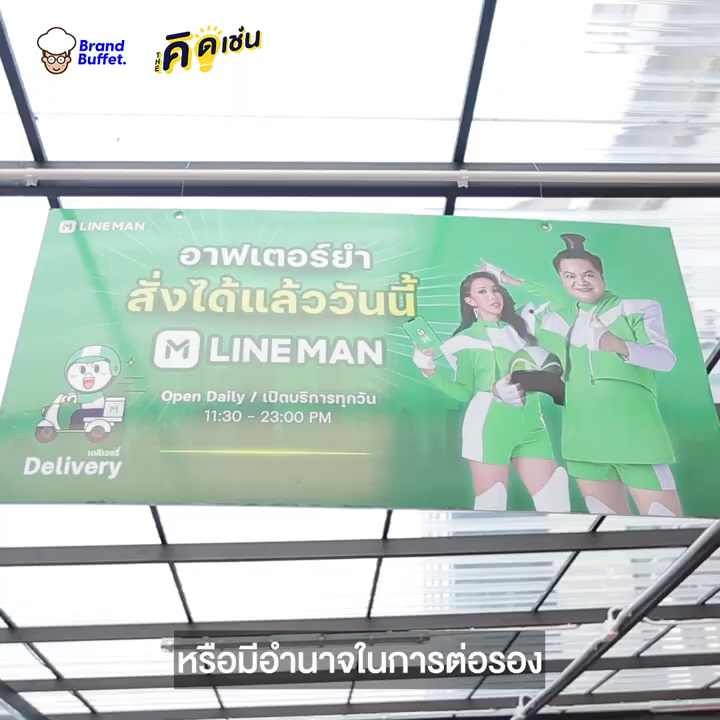 Brand
Buffet.
THE คิดเช่น
LINEMAN
อาฟเตอร์ยำ
สั่งได้แล้ววันนี้
LINE MAN
Open Daily / เปิดบริการทุกวัน
11:30 - 23:00 PM
เดลิเวอรี่
Delivery
หรือมีอำนาจในการต่อรอง